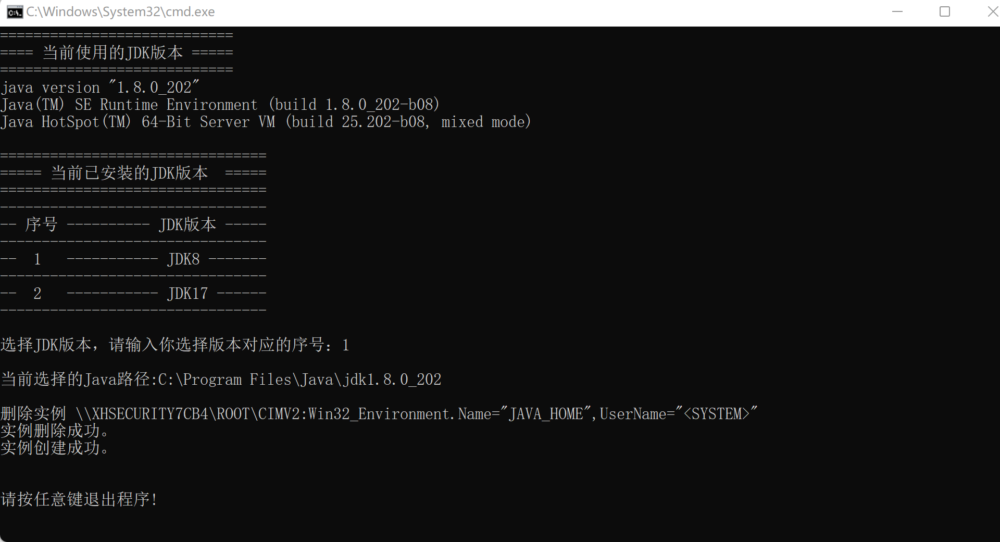 C:\Windows\System32\cmd.exe
============================
==== 当前使用的JDK版本 =====
============================
java version "1.8.0_202"
Java(TM) SE Runtime Environment (build 1.8.0_202-b08)
Java HotSpot(TM) 64-Bit Server VM (build 25.202-b08, mixed mode)
================================
===== 当前已安装的JDK版本  =====
================================
--------------------------------
-- 序号 ---------- JDK版本 -----
--------------------------------
--  1   ----------- JDK8 -------
--------------------------------
--  2   ----------- JDK17 ------
--------------------------------
选择JDK版本，请输入你选择版本对应的序号：1
当前选择的Java路径:C:\Program Files\Java\jdk1.8.0_202
删除实例 \\XHSECURITY7CB4\ROOT\CIMV2:Win32_Environment.Name="JAVA_HOME",UserName="<SYSTEM>"
实例删除成功。
实例创建成功。
请按任意键退出程序!